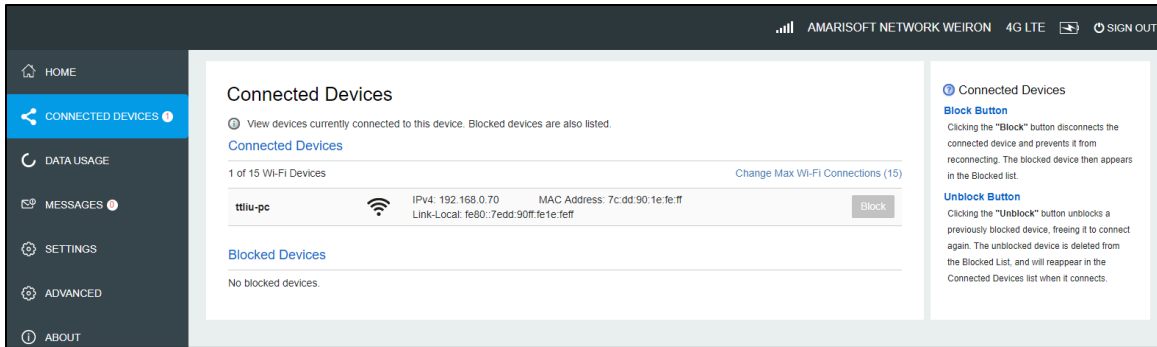 AMARISOFT NETWORK WEIRON 4G LTE SIGN OUT
HOME
CONNECTED DEVICES 1
DATA USAGE
MESSAGES 0
SETTINGS
ADVANCED
ABOUT
Connected Devices
View devices currently connected to this device. Blocked devices are also listed.
Connected Devices
1 of 15 Wi-Fi Devices Change Max Wi-Fi Connections (15)
ttliu-pc IPv4: 192.168.0.70 MAC Address: 7c:dd:90:1e:fe:ff Block
Link-Local: fe80::7edd:90ff:fe1e:feff
Blocked Devices
No blocked devices.
Connected Devices
Block Button
Clicking the "Block" button disconnects the
connected device and prevents it from
reconnecting. The blocked device then appears
in the Blocked list.
Unblock Button
Clicking the "Unblock" button unblocks a
previously blocked device, freeing it to connect
again. The unblocked device is deleted from
the Blocked List, and will reappear in the
Connected Devices list when it connects.